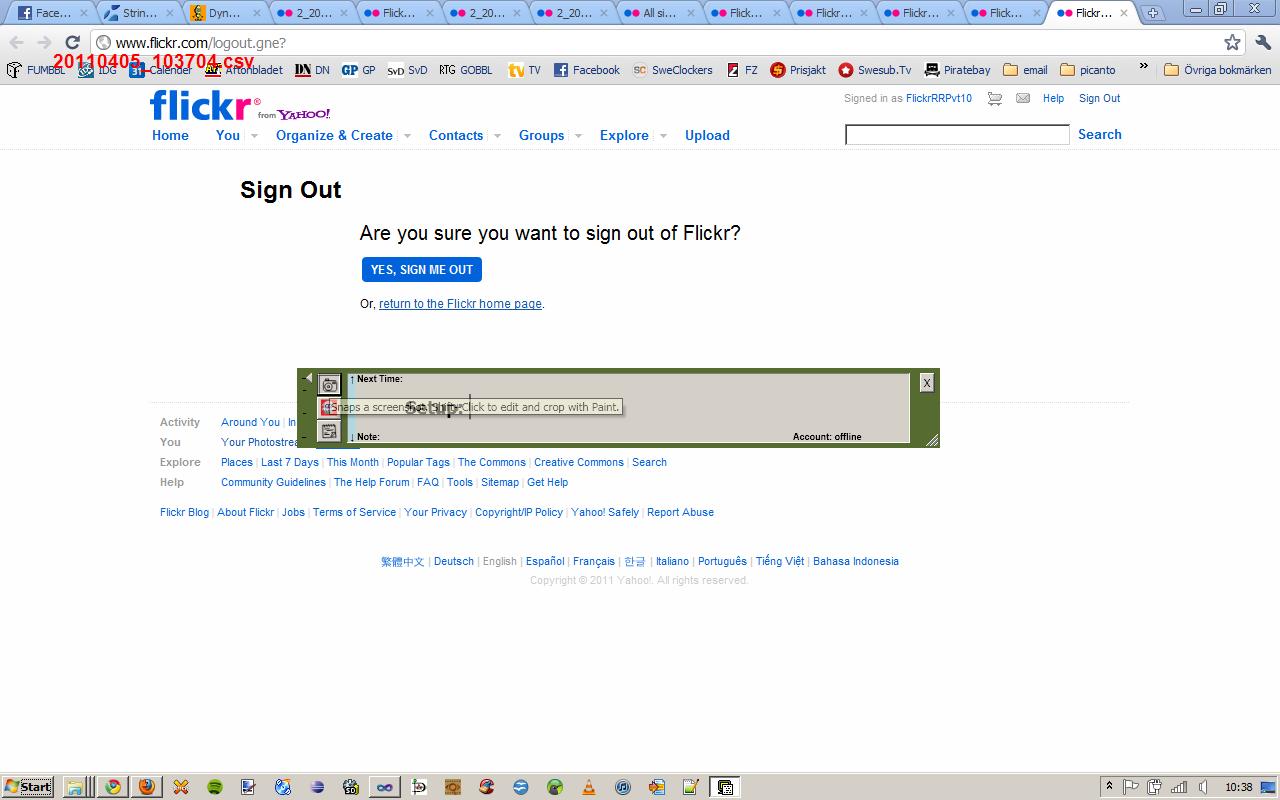 Face... Strin... Dyn... 2_20... Flick... 2_20... 2_20... All si... Flick... Flickr... Flickr... Flick... Flickr...
www.flickr.com/logout.gne?
20110405_103704.csv
FUMBBL IDG Calender Aftonbladet DN GP SvD GOBBL TV Facebook SweClockers FZ Prisjakt Swesub.Tv Piratebay email picanto » Övriga bokmärken
flickr from YAHOO!
Signed in as FlickrRRPvt10 Help Sign Out
Home You Organize & Create Contacts Groups Explore Upload Search
Sign Out
Are you sure you want to sign out of Flickr?
YES, SIGN ME OUT
Or, return to the Flickr home page.
↑ Next Time: X
Snaps a screenshot. Shift-Click to edit and crop with Paint.
Setup:
↓ Note: Account: offline
Activity Around You | In
You Your Photostrea
Explore Places | Last 7 Days | This Month | Popular Tags | The Commons | Creative Commons | Search
Help Community Guidelines | The Help Forum | FAQ | Tools | Sitemap | Get Help
Flickr Blog | About Flickr | Jobs | Terms of Service | Your Privacy | Copyright/IP Policy | Yahoo! Safely | Report Abuse
繁體中文 | Deutsch | English | Español | Français | 한글 | Italiano | Português | Tiếng Việt | Bahasa Indonesia
Copyright © 2011 Yahoo!. All rights reserved.
Start 10:38